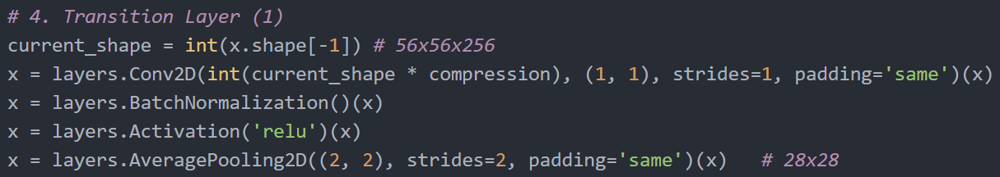 # 4. Transition Layer (1)
current_shape = int(x.shape[-1]) # 56x56x256
x = layers.Conv2D(int(current_shape * compression), (1, 1), strides=1, padding='same')(x)
x = layers.BatchNormalization()(x)
x = layers.Activation('relu')(x)
x = layers.AveragePooling2D((2, 2), strides=2, padding='same')(x)   # 28x28